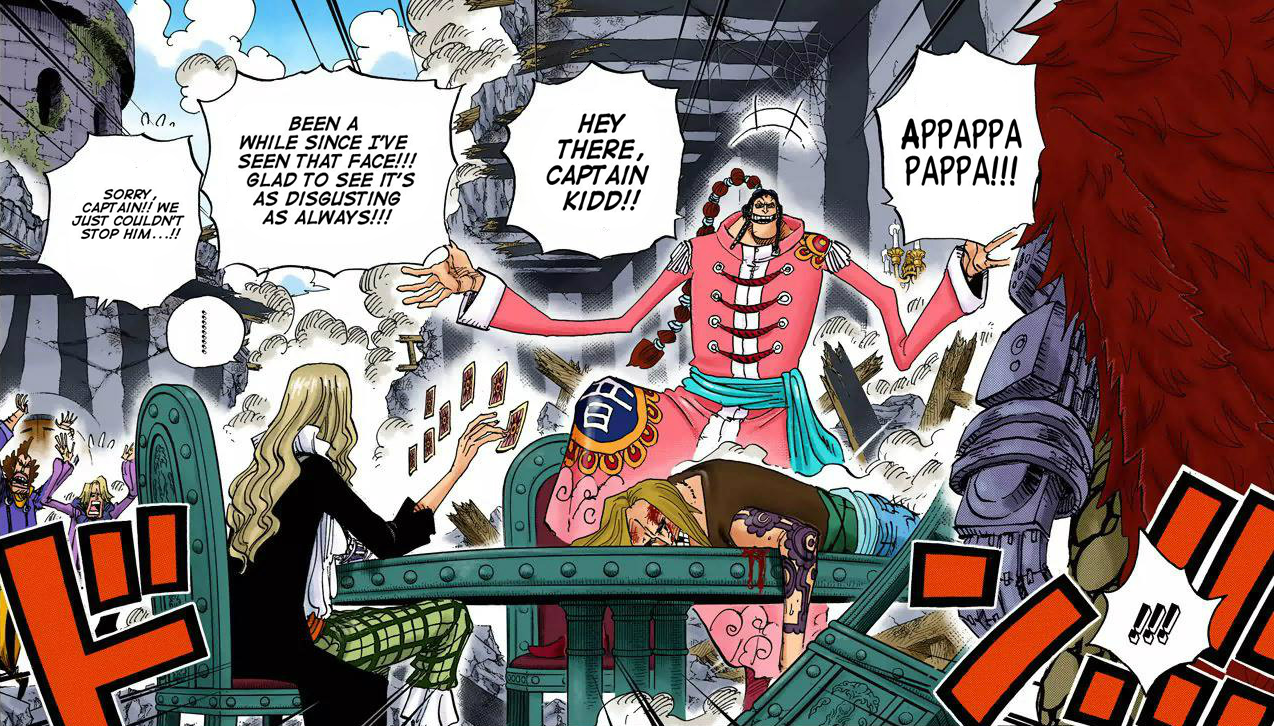 APPAPPA
PAPPA!!!
HEY
THERE,
CAPTAIN
KIDD!!
BEEN A
WHILE SINCE I'VE
SEEN THAT FACE!!!
GLAD TO SEE IT'S
AS DISGUSTING
AS ALWAYS!!!
SORRY,
CAPTAIN!! WE
JUST COULDN'T
STOP HIM...!!
.........
音
!!!
ドン!!